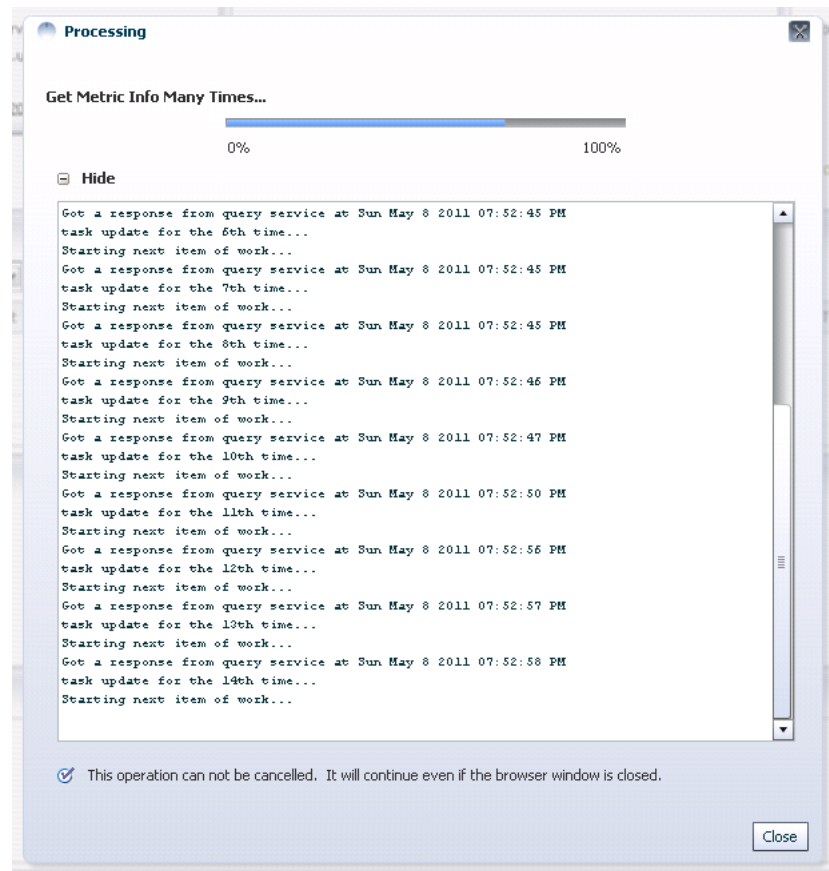 Processing
Get Metric Info Many Times...
0% 100%
Hide
Got a response from query service at Sun May 8 2011 07:52:45 PM
task update for the 6th time...
Starting next item of work...
Got a response from query service at Sun May 8 2011 07:52:45 PM
task update for the 7th time...
Starting next item of work...
Got a response from query service at Sun May 8 2011 07:52:45 PM
task update for the 8th time...
Starting next item of work...
Got a response from query service at Sun May 8 2011 07:52:46 PM
task update for the 9th time...
Starting next item of work...
Got a response from query service at Sun May 8 2011 07:52:47 PM
task update for the 10th time...
Starting next item of work...
Got a response from query service at Sun May 8 2011 07:52:50 PM
task update for the 11th time...
Starting next item of work...
Got a response from query service at Sun May 8 2011 07:52:56 PM
task update for the 12th time...
Starting next item of work...
Got a response from query service at Sun May 8 2011 07:52:57 PM
task update for the 13th time...
Starting next item of work...
Got a response from query service at Sun May 8 2011 07:52:58 PM
task update for the 14th time...
Starting next item of work...
This operation can not be cancelled. It will continue even if the browser window is closed.
Close